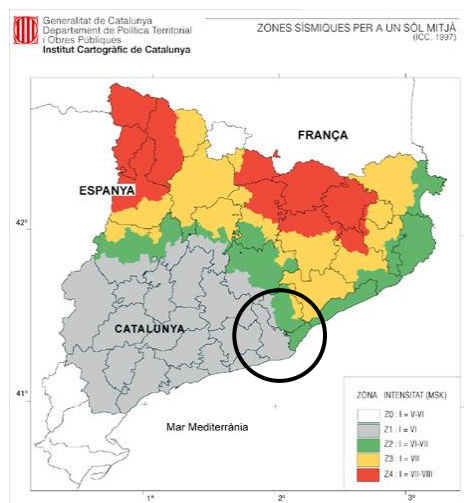 Generalitat de Catalunya
Departament de Política Territorial
i Obres Públiques
Institut Cartogràfic de Catalunya
ZONES SÍSMIQUES PER A UN SÒL MITJÀ
(ICC, 1997)
FRANÇA
ESPANYA
42°
CATALUNYA
41°
Mar Mediterrània
ZONA INTENSITAT (MSK)
Z0 : I = V-VI
Z1 : I = VI
Z2 : I = VI-VII
Z3 : I = VII
Z4 : I = VII-VIII
1° 2° 3°